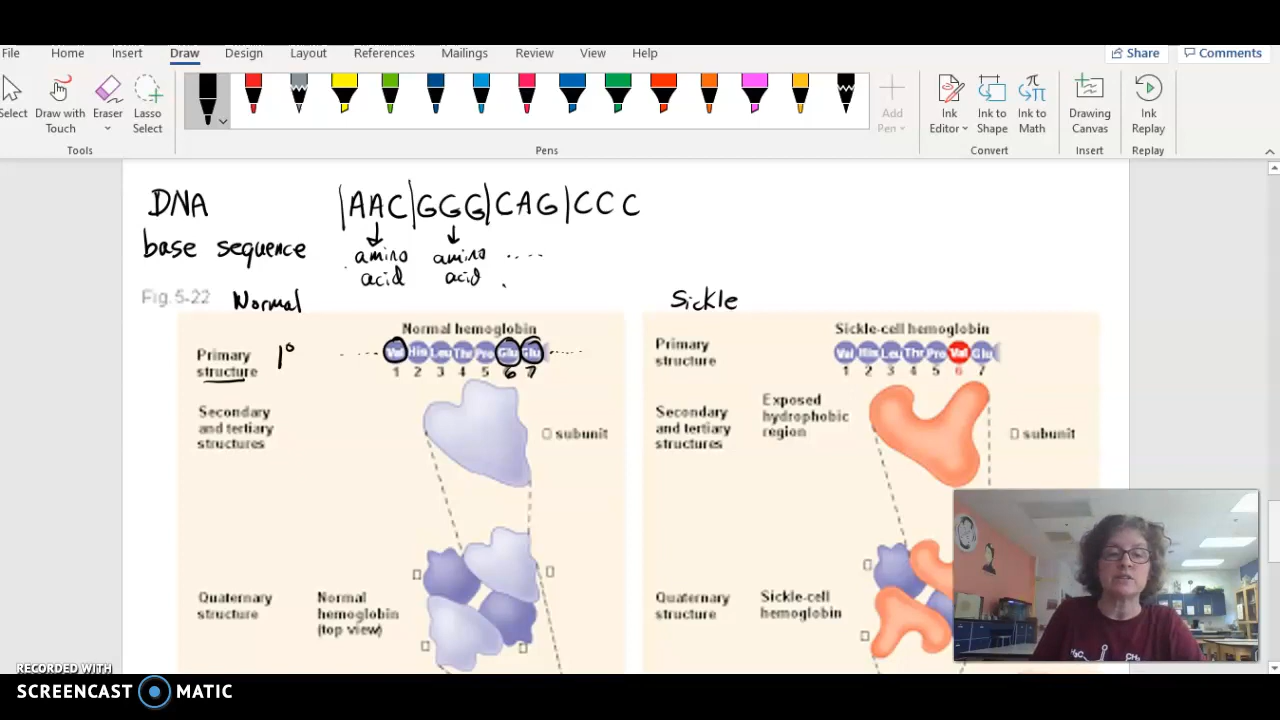 File Home Insert Draw Design Layout References Mailings Review View Help Share Comments
Select Draw with Touch Eraser Lasso Select Add Pen Ink Editor Ink to Shape Ink to Math Drawing Canvas Ink Replay
Tools Pens Convert Insert Replay
DNA |AAC|GGG|CAG|CCC
base sequence amino acid amino acid ....
Fig. 5-22 Normal Sickle
Normal hemoglobin
Primary structure 1° Val His Leu Thr Pro Glu Glu
1 2 3 4 5 6 7
Secondary and tertiary structures
subunit
Quaternary structure
Normal hemoglobin (top view)
Sickle-cell hemoglobin
Primary structure Val His Leu Thr Pro Val Glu
1 2 3 4 5 6 7
Secondary and tertiary structures
Exposed hydrophobic region
subunit
Quaternary structure
Sickle-cell hemoglobin
RECORDED WITH
SCREENCAST MATIC